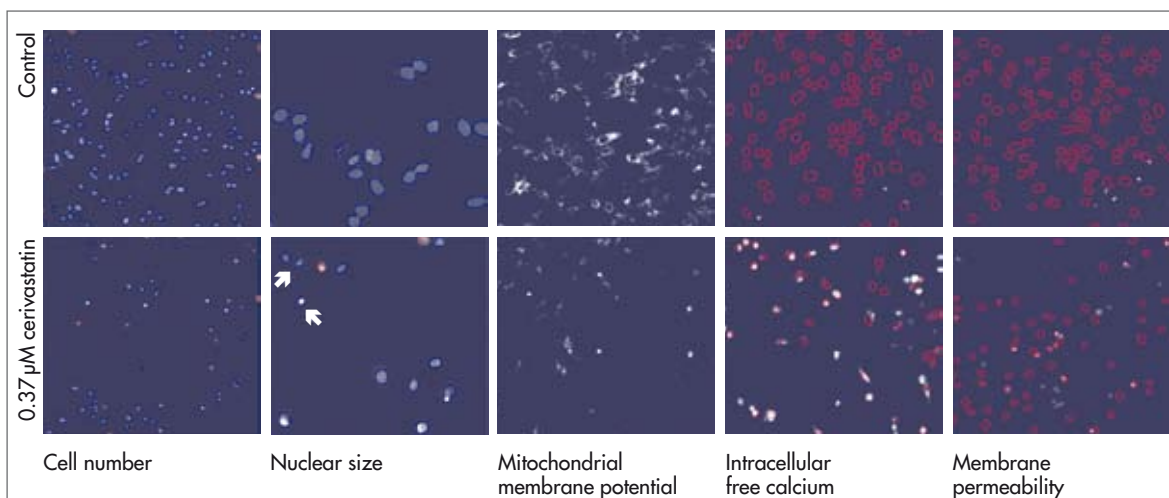 Control
0.37 µM cerivastatin
Cell number
Nuclear size
Mitochondrial
membrane potential
Intracellular
free calcium
Membrane
permeability